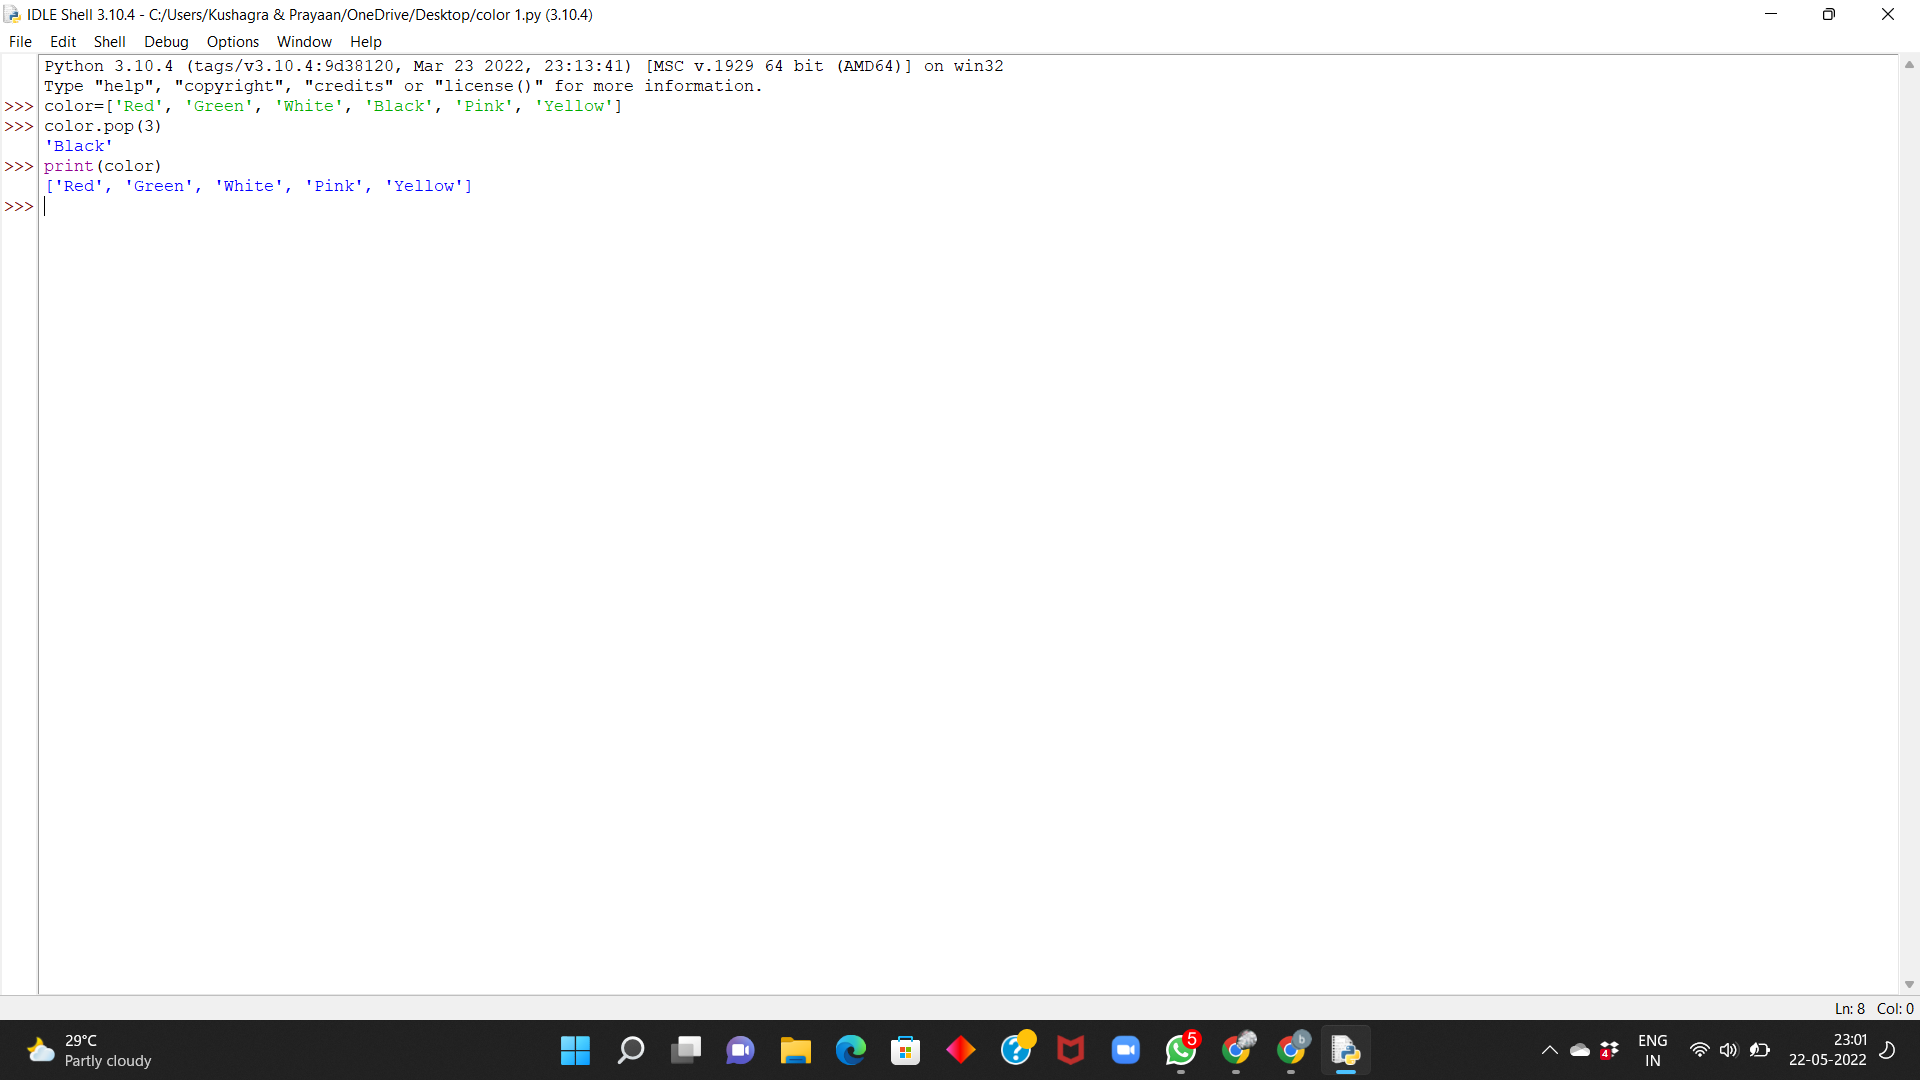 IDLE Shell 3.10.4 - C:/Users/Kushagra & Prayaan/OneDrive/Desktop/color 1.py (3.10.4)
File Edit Shell Debug Options Window Help
Python 3.10.4 (tags/v3.10.4:9d38120, Mar 23 2022, 23:13:41) [MSC v.1929 64 bit (AMD64)] on win32
Type "help", "copyright", "credits" or "license()" for more information.
>>> color=['Red', 'Green', 'White', 'Black', 'Pink', 'Yellow']
>>> color.pop(3)
'Black'
>>> print(color)
['Red', 'Green', 'White', 'Pink', 'Yellow']
>>>
Ln: 8 Col: 0
29°C
Partly cloudy
5
b
4
ENG
IN
23:01
22-05-2022